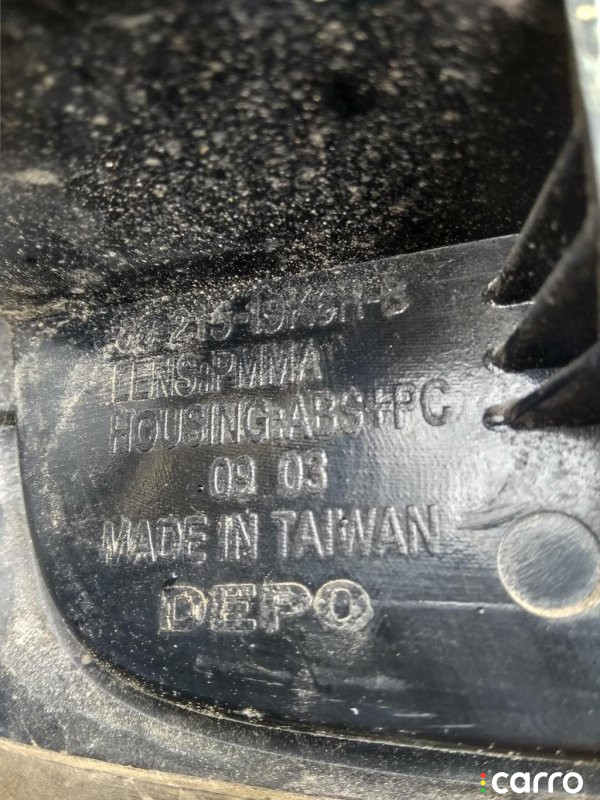 LENS:PMMA
HOUSING:ABS+PC
09 03
MADE IN TAIWAN
DEPO
carro